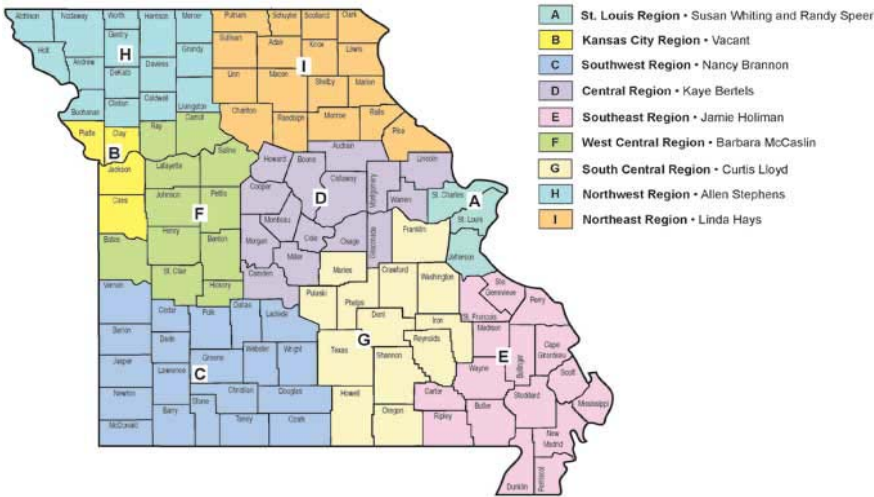 Atchison Nodaway Worth Harrison Mercer Putnam Schuyler Scotland Clark
Gentry
Holt Sullivan Adair Knox Lewis
H Grundy
Andrew Daviess I
DeKalb
Linn Macon Shelby Marion
Clinton Caldwell
Buchanan Livingston
Carroll Chariton Randolph Monroe Ralls
Platte Clay Ray Pike
B Saline Audrain
Jackson Lafayette Howard Boone Lincoln
Callaway Montgomery
Cass Johnson Pettis Cooper D Warren St. Charles A
F Moniteau St. Louis
Henry Benton Cole Osage Gasconade Franklin
Bates Morgan Miller Jefferson
St. Clair Camden Maries Crawford Washington
Vernon Hickory Ste. Genevieve
Pulaski Phelps Perry
Cedar Polk Dallas Laclede Dent Iron St. Francois
Barton Madison
Dade G Reynolds Cape Girardeau
Jasper Greene Webster Wright Texas Shannon E Bollinger
Lawrence C Wayne Scott
Newton Christian Douglas Howell Carter Stoddard Mississippi
Stone Butler
McDonald Barry Taney Ozark Oregon Ripley New Madrid
Dunklin Pemiscot
A St. Louis Region • Susan Whiting and Randy Speer
B Kansas City Region • Vacant
C Southwest Region • Nancy Brannon
D Central Region • Kaye Bertels
E Southeast Region • Jamie Holiman
F West Central Region • Barbara McCaslin
G South Central Region • Curtis Lloyd
H Northwest Region • Allen Stephens
I Northeast Region • Linda Hays